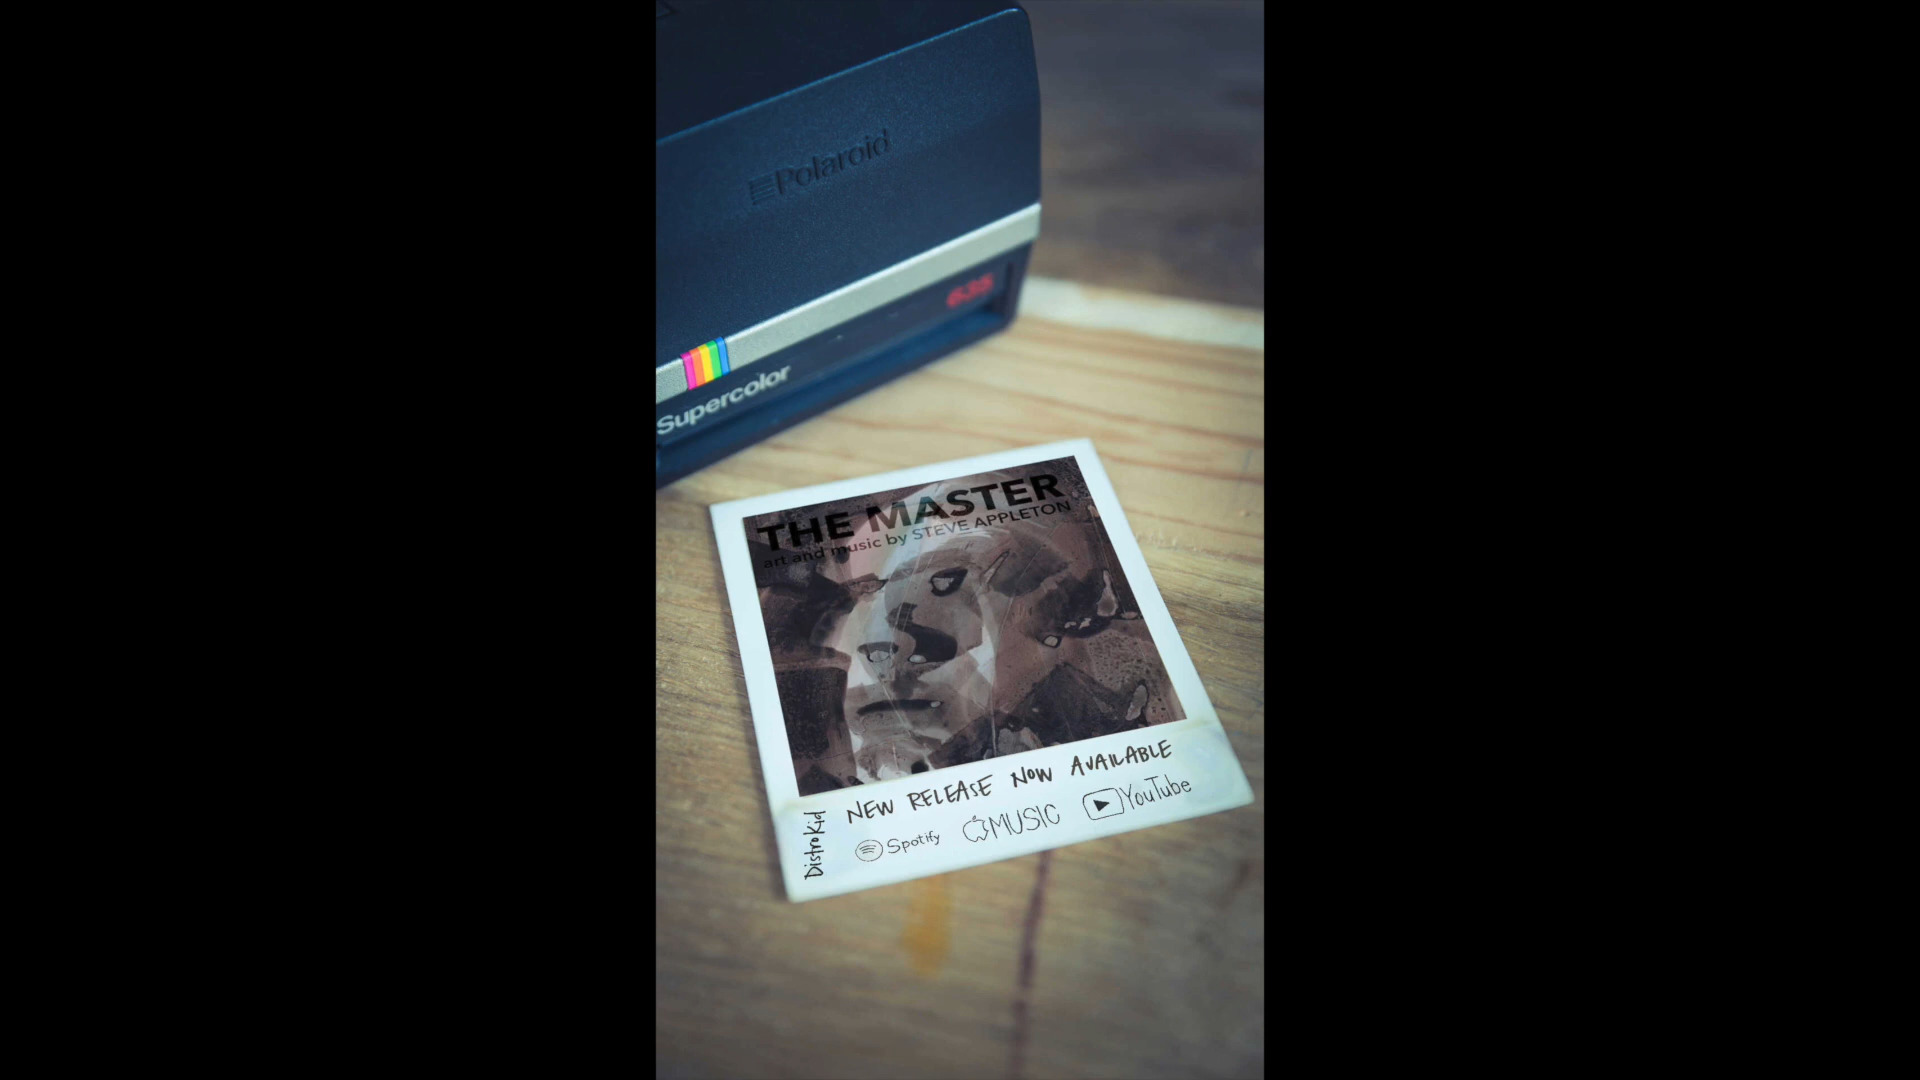 Polaroid
635
Supercolor
THE MASTER
art and music by STEVE APPLETON
NEW RELEASE NOW AVAILABLE
DistroKid
Spotify
MUSIC
YouTube